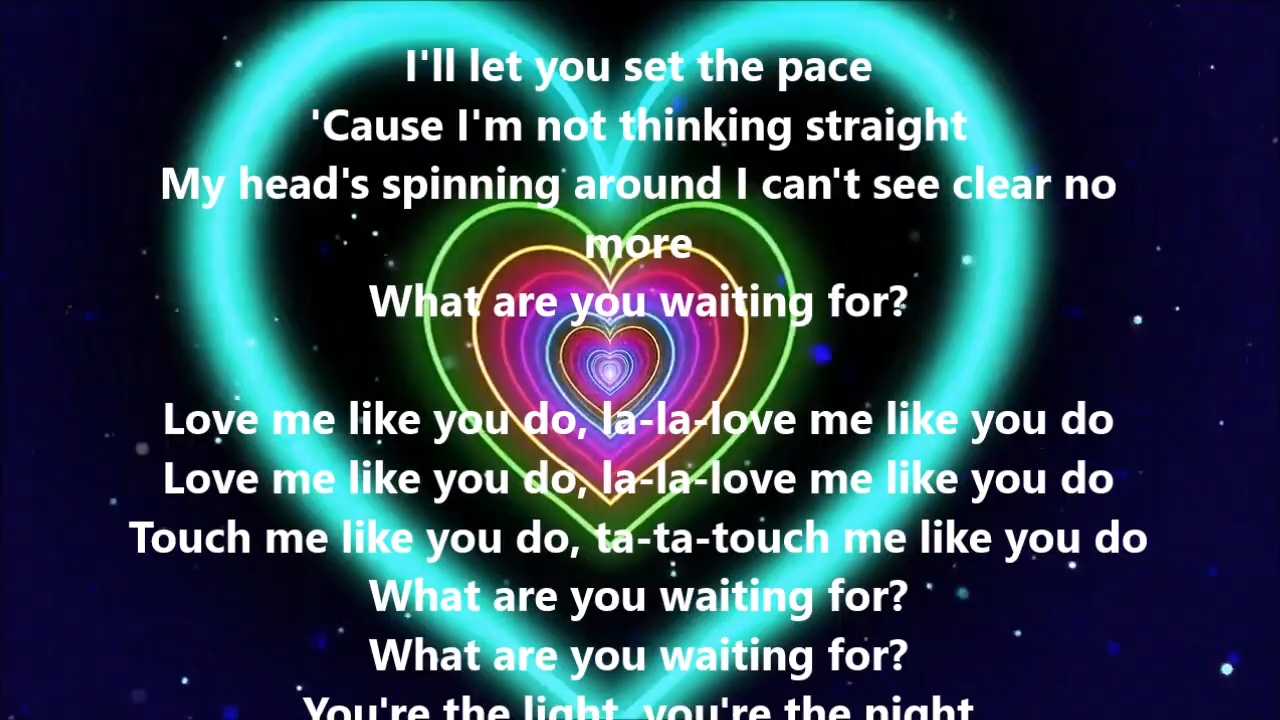 I'll let you set the pace
'Cause I'm not thinking straight
My head's spinning around I can't see clear no
more
What are you waiting for?
Love me like you do, la-la-love me like you do
Love me like you do, la-la-love me like you do
Touch me like you do, ta-ta-touch me like you do
What are you waiting for?
What are you waiting for?
You're the light, you're the night